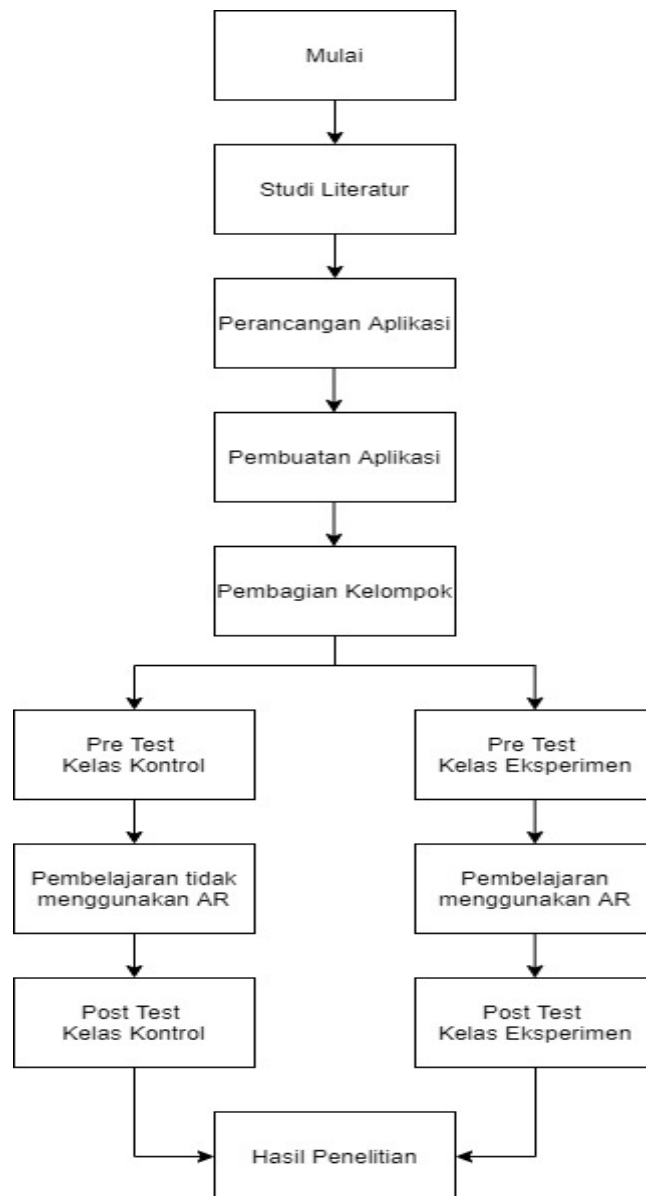 Mulai
Studi Literatur
Perancangan Aplikasi
Pembuatan Aplikasi
Pembagian Kelompok
Pre Test
Kelas Kontrol
Pre Test
Kelas Eksperimen
Pembelajaran tidak
menggunakan AR
Pembelajaran
menggunakan AR
Post Test
Kelas Kontrol
Post Test
Kelas Eksperimen
Hasil Penelitian